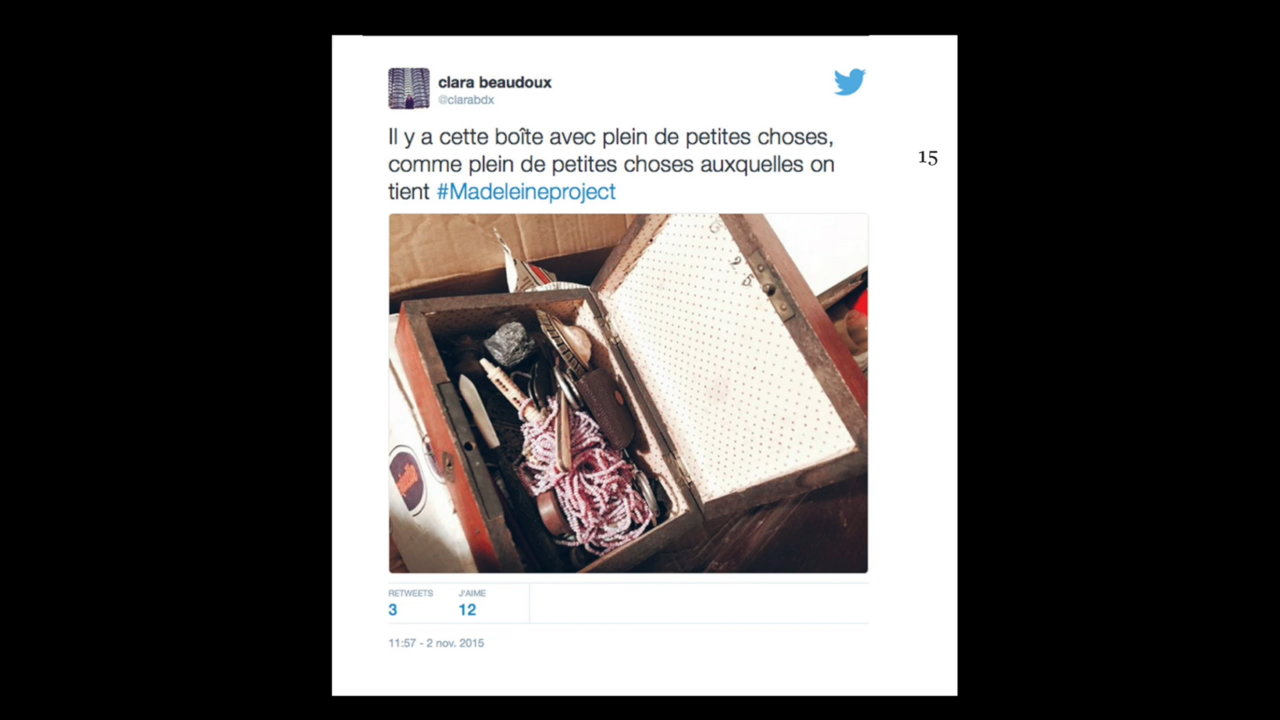 clara beaudoux
@clarabdx
Il y a cette boîte avec plein de petites choses,
comme plein de petites choses auxquelles on
tient #Madeleineproject
15
RETWEETS J'AIME
3 12
11:57 - 2 nov. 2015